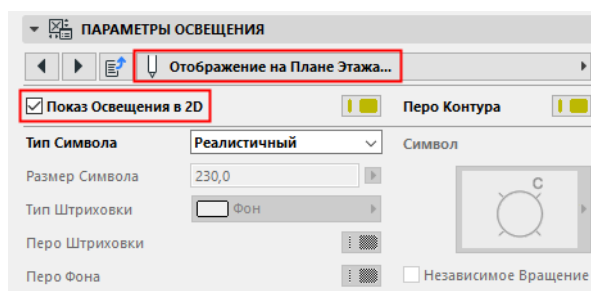 ПАРАМЕТРЫ ОСВЕЩЕНИЯ
Отображение на Плане Этажа...
Показ Освещения в 2D
Перо Контура
Тип Символа
Реалистичный
Символ
Размер Символа
230,0
C
Тип Штриховки
Фон
Перо Штриховки
Перо Фона
Независимое Вращение